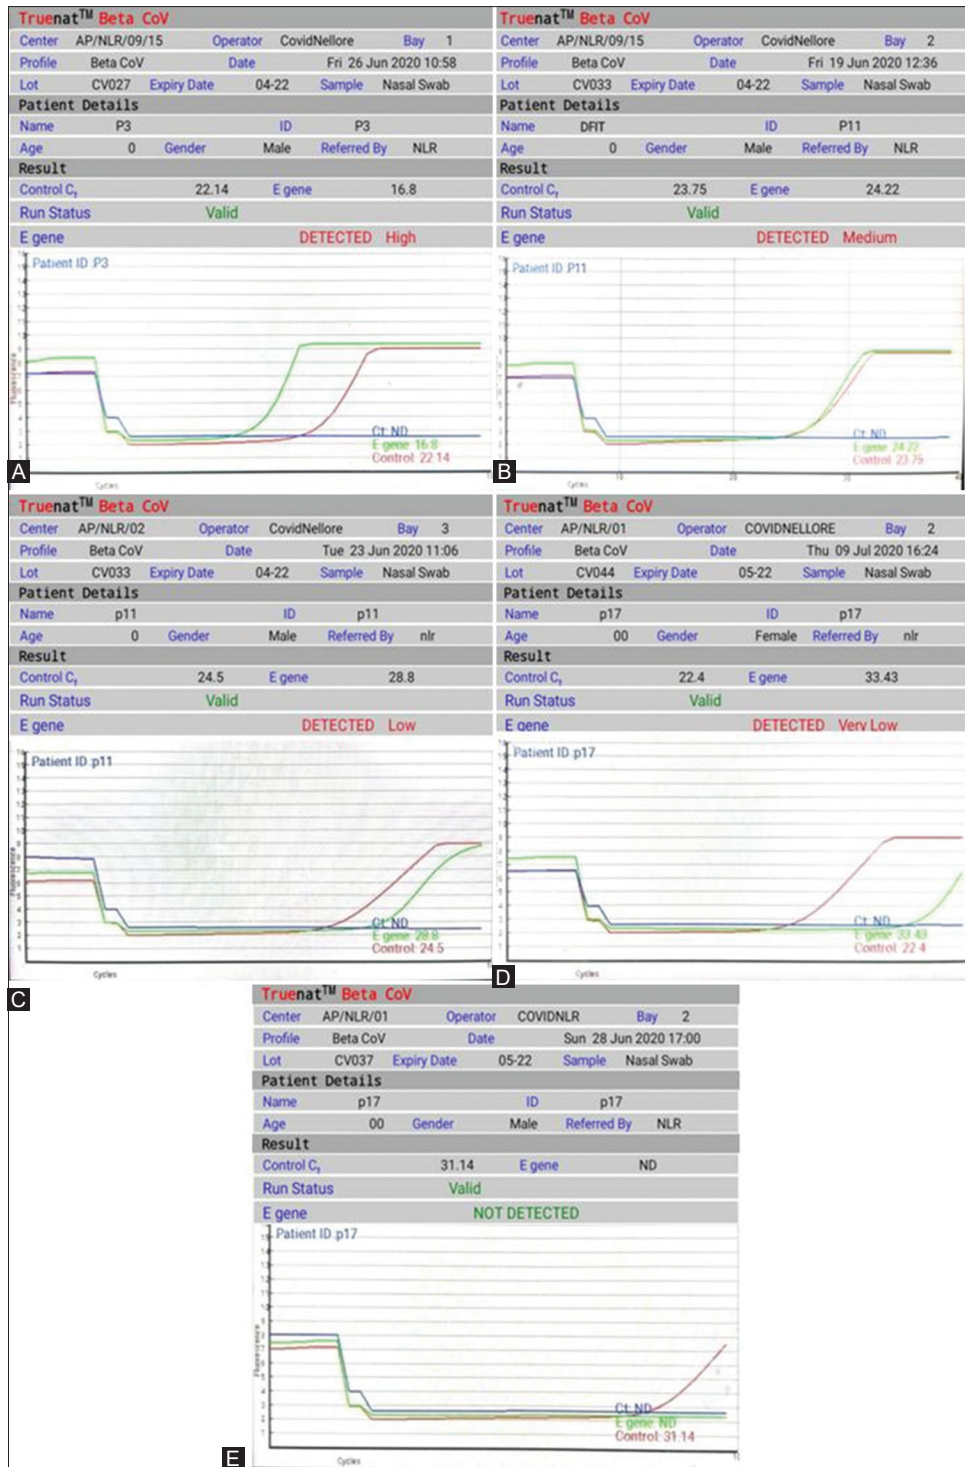 Truenat™ Beta CoV
Center AP/NLR/09/15 Operator CovidNellore Bay 1
Profile Beta CoV Date Fri 26 Jun 2020 10:58
Lot CV027 Expiry Date 04-22 Sample Nasal Swab
Patient Details
Name P3 ID P3
Age 0 Gender Male Referred By NLR
Result
Control Ct 22.14 E gene 16.8
Run Status Valid
E gene DETECTED High
Patient ID :P3
Fluorescence
Ct: ND
E gene: 16.8
Control: 22.14
Cycles
A
Truenat™ Beta CoV
Center AP/NLR/09/15 Operator CovidNellore Bay 2
Profile Beta CoV Date Fri 19 Jun 2020 12:36
Lot CV033 Expiry Date 04-22 Sample Nasal Swab
Patient Details
Name DFIT ID P11
Age 0 Gender Male Referred By NLR
Result
Control Ct 23.75 E gene 24.22
Run Status Valid
E gene DETECTED Medium
Patient ID :P11
Ct: ND
E gene: 24.22
Control: 23.75
10 20 30 40
Cycles
B
Truenat™ Beta CoV
Center AP/NLR/02 Operator CovidNellore Bay 3
Profile Beta CoV Date Tue 23 Jun 2020 11:06
Lot CV033 Expiry Date 04-22 Sample Nasal Swab
Patient Details
Name p11 ID p11
Age 0 Gender Male Referred By nlr
Result
Control Ct 24.5 E gene 28.8
Run Status Valid
E gene DETECTED Low
Patient ID :p11
Fluorescence
Ct: ND
E gene: 28.8
Control: 24.5
Cycles
C
Truenat™ Beta CoV
Center AP/NLR/01 Operator COVIDNELLORE Bay 2
Profile Beta CoV Date Thu 09 Jul 2020 16:24
Lot CV044 Expiry Date 05-22 Sample Nasal Swab
Patient Details
Name p17 ID p17
Age 00 Gender Female Referred By nlr
Result
Control Ct 22.4 E gene 33.43
Run Status Valid
E gene DETECTED Very Low
Patient ID :p17
Ct: ND
E gene: 33.43
Control: 22.4
Cycles
D
Truenat™ Beta CoV
Center AP/NLR/01 Operator COVIDNLR Bay 2
Profile Beta CoV Date Sun 28 Jun 2020 17:00
Lot CV037 Expiry Date 05-22 Sample Nasal Swab
Patient Details
Name p17 ID p17
Age 00 Gender Male Referred By NLR
Result
Control Ct 31.14 E gene ND
Run Status Valid
E gene NOT DETECTED
Patient ID :p17
Fluorescence
Ct: ND
E gene: ND
Control: 31.14
Cycles
E